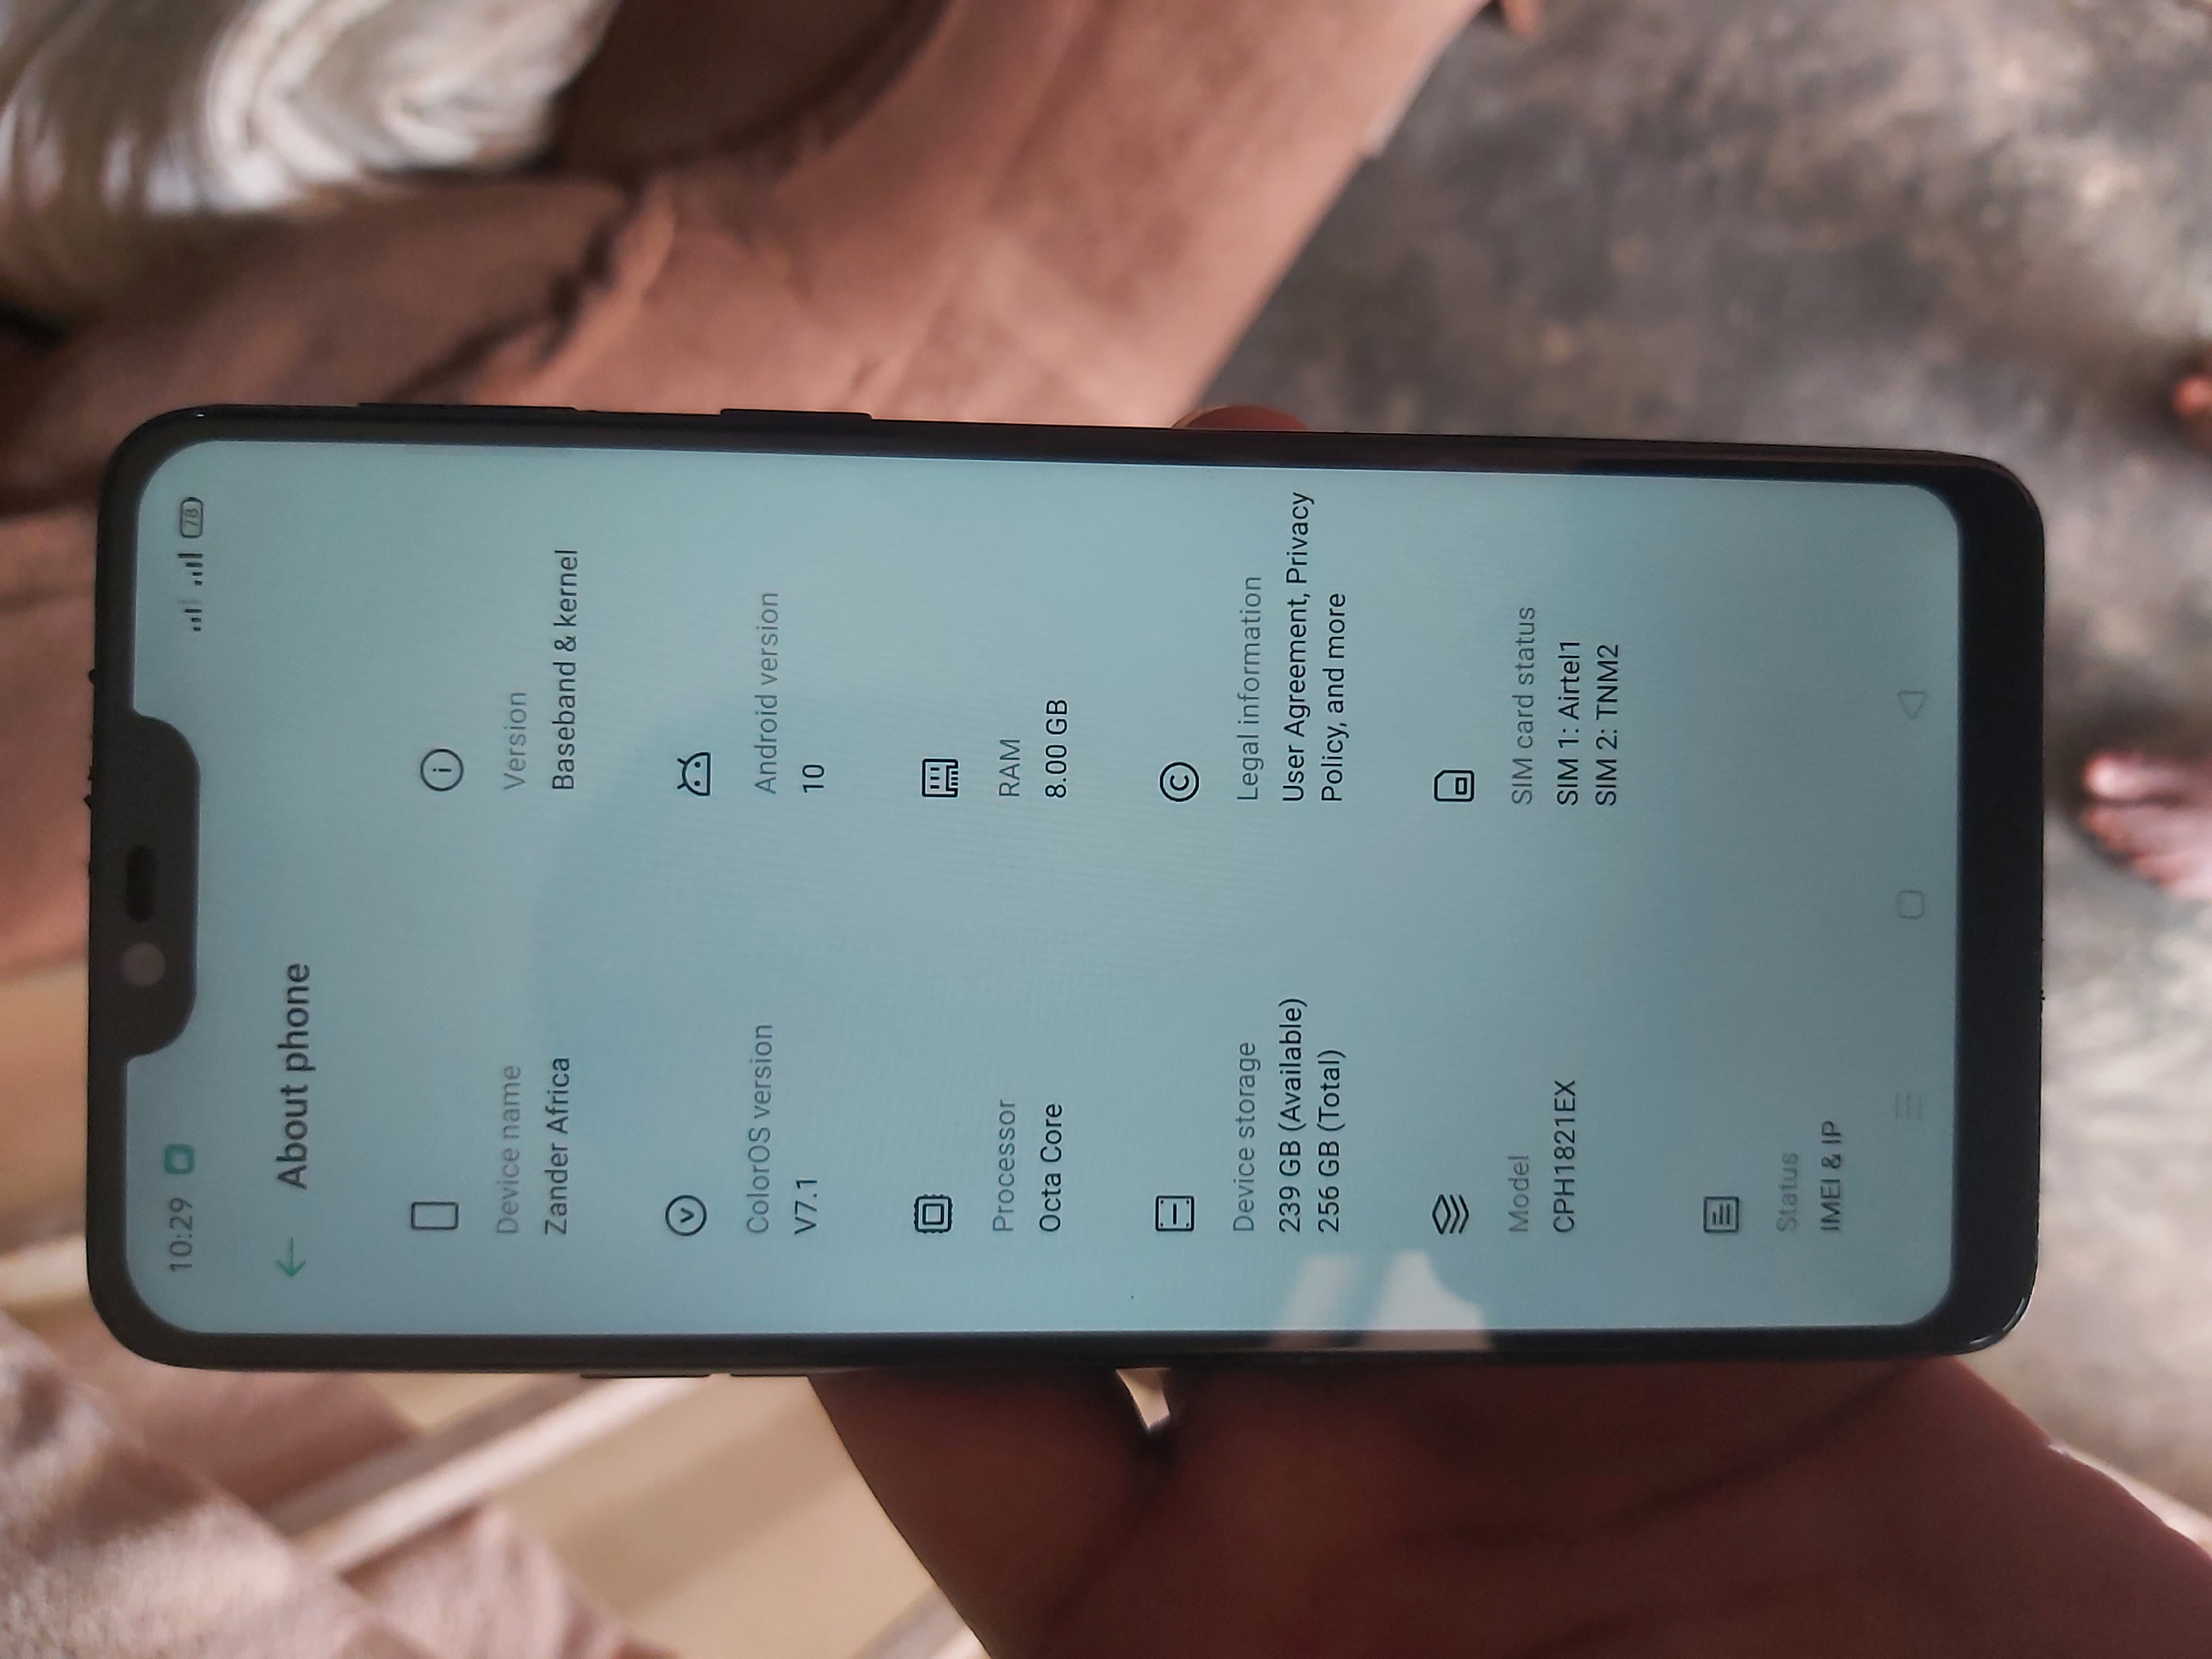 10:29
78
About phone
Device name
Zander Africa
Version
Baseband & kernel
ColorOS version
V7.1
Android version
10
Processor
Octa Core
RAM
8.00 GB
Device storage
239 GB (Available)
256 GB (Total)
Legal information
User Agreement, Privacy
Policy, and more
Model
CPH1821EX
SIM card status
SIM 1: Airtel1
SIM 2: TNM2
Status
IMEI & IP